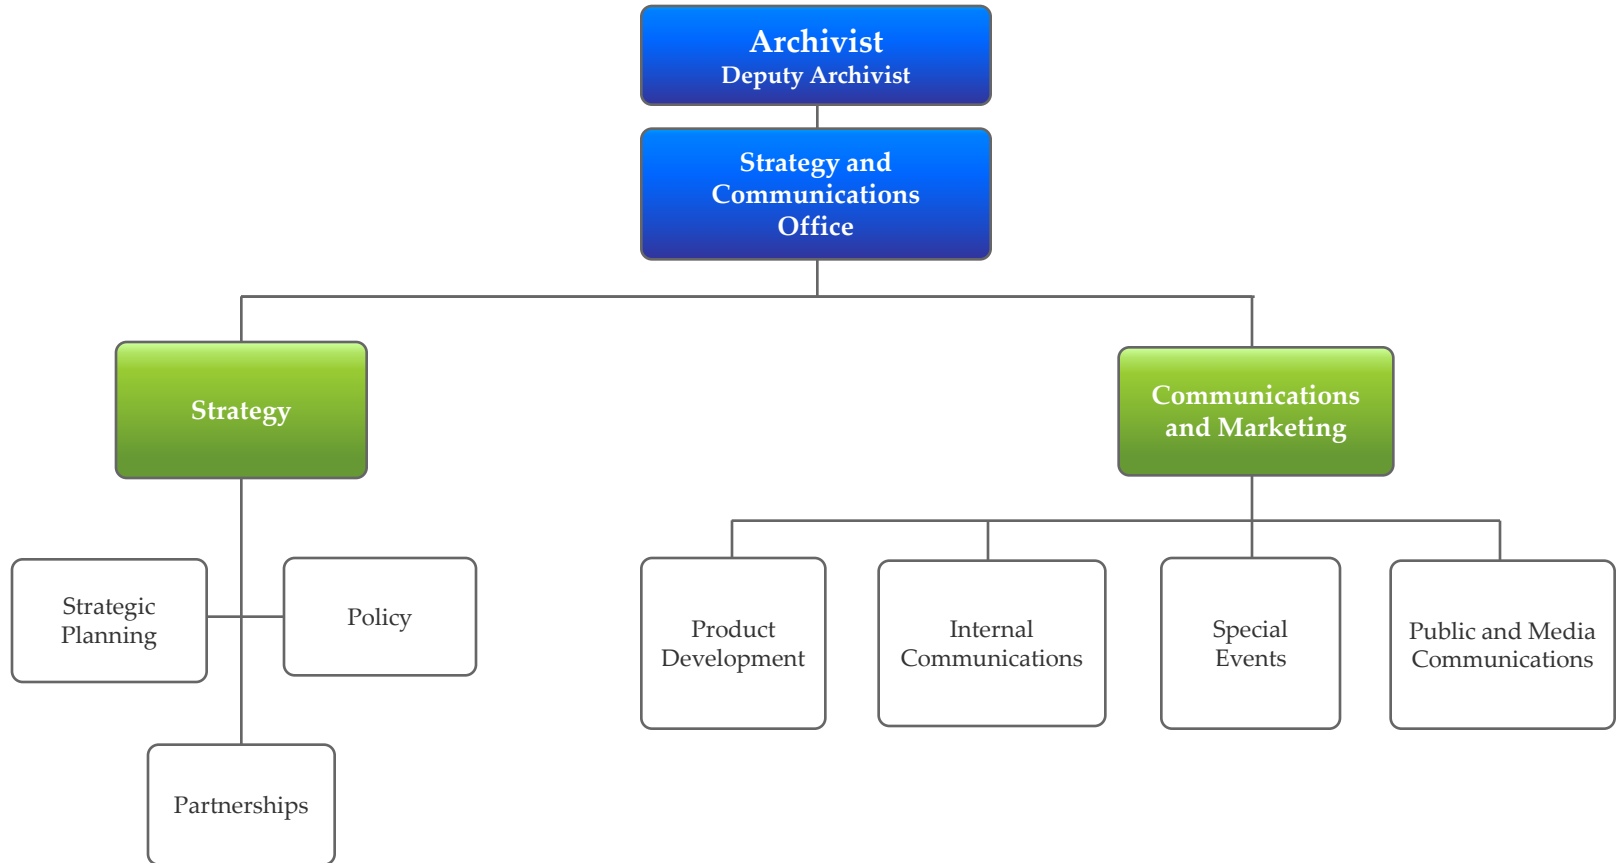 Archivist
Deputy Archivist
Strategy and
Communications
Office
Strategy
Communications
and Marketing
Strategic
Planning
Policy
Partnerships
Product
Development
Internal
Communications
Special
Events
Public and Media
Communications